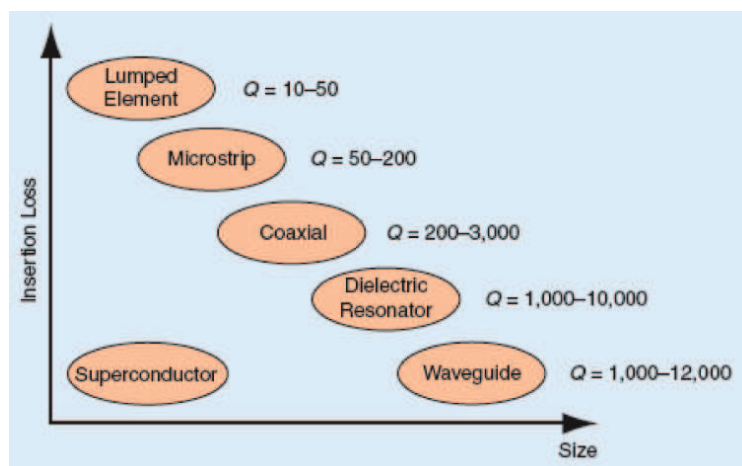 Lumped
Element
Q = 10–50
Microstrip
Q = 50–200
Coaxial
Q = 200–3,000
Dielectric
Resonator
Q = 1,000–10,000
Superconductor
Waveguide
Q = 1,000–12,000
Insertion Loss
Size